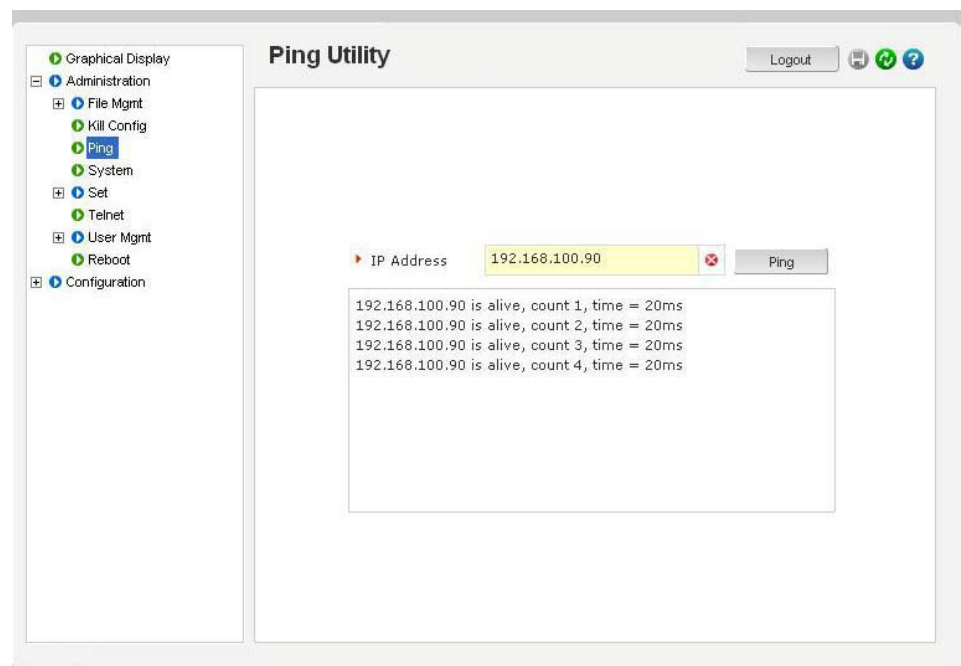 Graphical Display
Administration
File Mgmt
Kill Config
Ping
System
Set
Telnet
User Mgmt
Reboot
Configuration
Ping Utility
Logout
IP Address
192.168.100.90
Ping
192.168.100.90 is alive, count 1, time = 20ms
192.168.100.90 is alive, count 2, time = 20ms
192.168.100.90 is alive, count 3, time = 20ms
192.168.100.90 is alive, count 4, time = 20ms